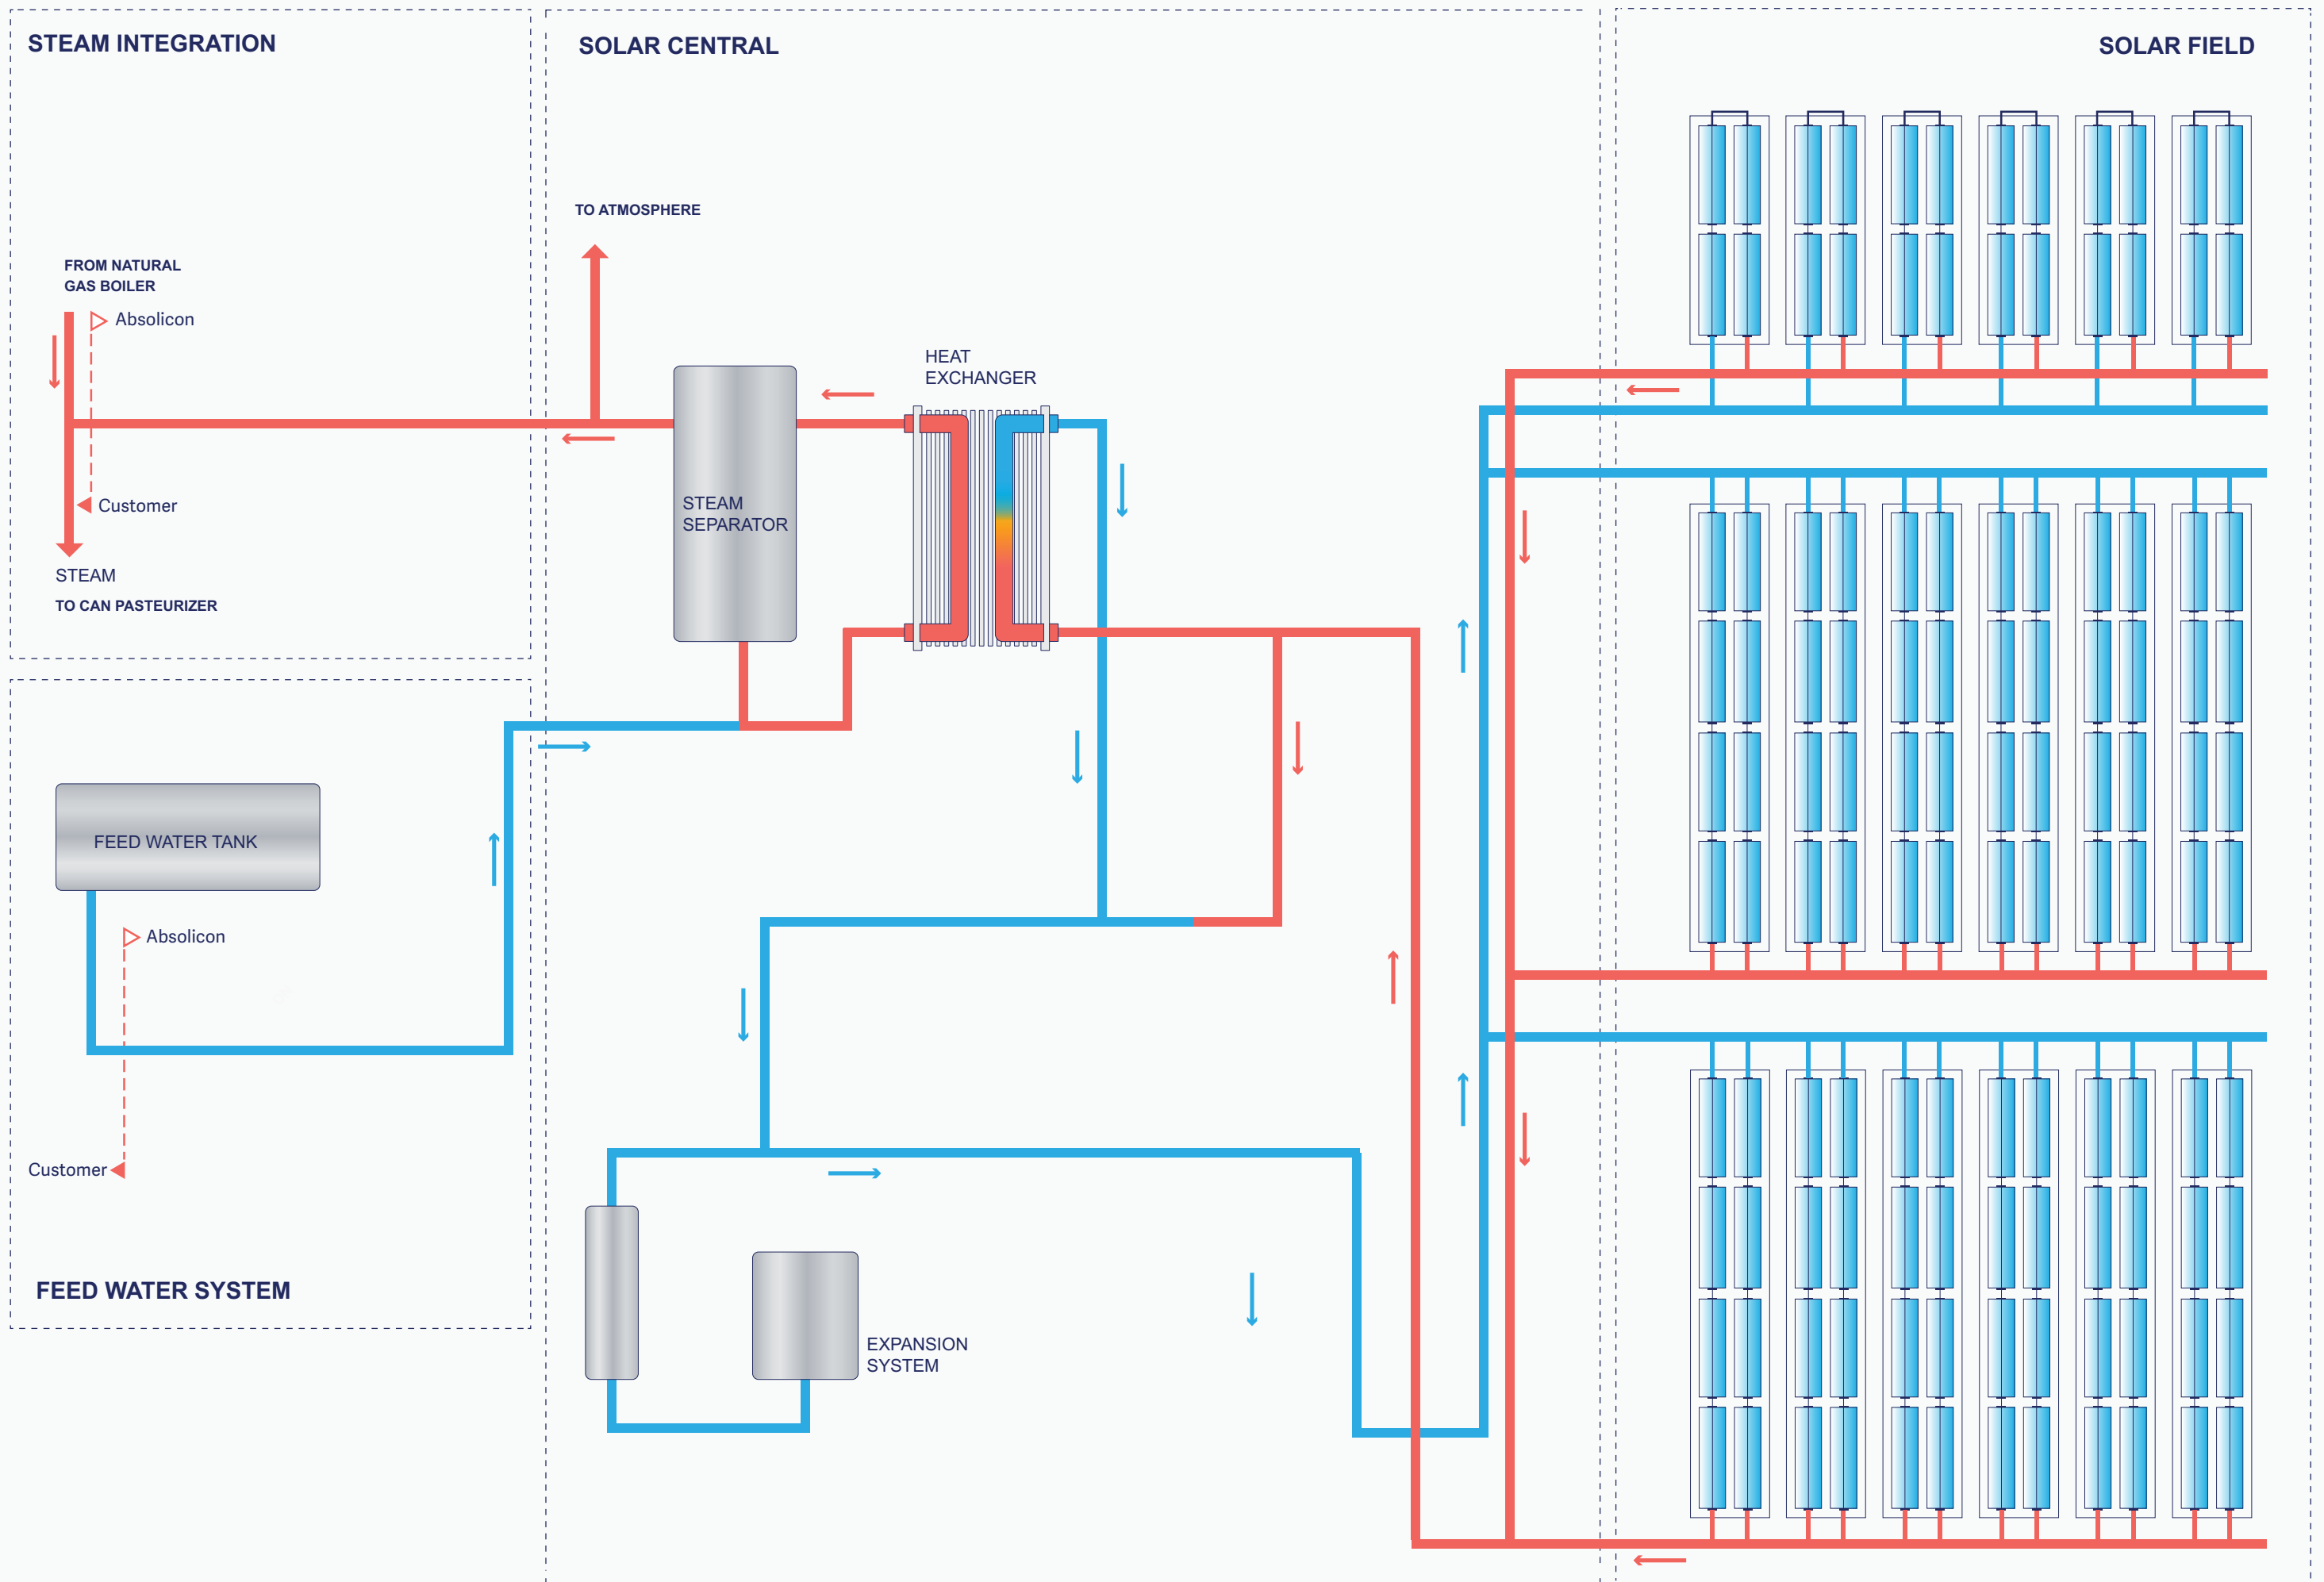 STEAM INTEGRATION
SOLAR CENTRAL
SOLAR FIELD
TO ATMOSPHERE
FROM NATURAL
GAS BOILER
Absolicon
Customer
STEAM
TO CAN PASTEURIZER
HEAT
EXCHANGER
STEAM
SEPARATOR
FEED WATER TANK
Absolicon
Customer
FEED WATER SYSTEM
EXPANSION
SYSTEM